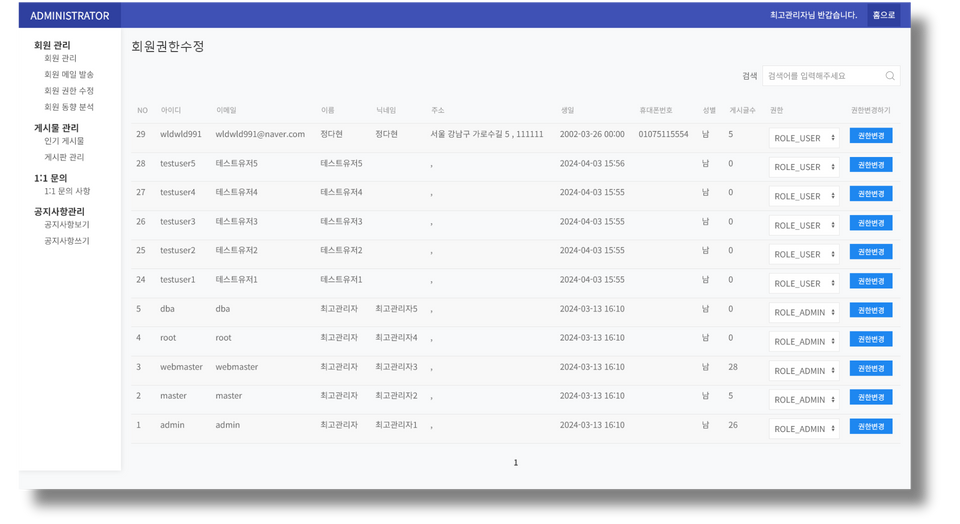 ADMINISTRATOR 최고관리자님 반갑습니다. 홈으로
회원 관리
회원 관리
회원 메일 발송
회원 권한 수정
회원 동향 분석
게시물 관리
인기 게시물
게시판 관리
1:1 문의
1:1 문의 사항
공지사항관리
공지사항보기
공지사항쓰기
회원권한수정
검색 검색어를 입력해주세요
NO 아이디 이메일 이름 닉네임 주소 생일 휴대폰번호 성별 게시글수 권한 권한변경하기
29 wldwld991 wldwld991@naver.com 정다현 정다현 서울 강남구 가로수길 5 , 111111 2002-03-26 00:00 01075115554 남 5 ROLE_USER 권한변경
28 testuser5 테스트유저5 테스트유저5 , 2024-04-03 15:56 남 0 ROLE_USER 권한변경
27 testuser4 테스트유저4 테스트유저4 , 2024-04-03 15:55 남 0 ROLE_USER 권한변경
26 testuser3 테스트유저3 테스트유저3 , 2024-04-03 15:55 남 0 ROLE_USER 권한변경
25 testuser2 테스트유저2 테스트유저2 , 2024-04-03 15:55 남 0 ROLE_USER 권한변경
24 testuser1 테스트유저1 테스트유저1 , 2024-04-03 15:55 남 0 ROLE_USER 권한변경
5 dba dba 최고관리자 최고관리자5 , 2024-03-13 16:10 남 0 ROLE_ADMIN 권한변경
4 root root 최고관리자 최고관리자4 , 2024-03-13 16:10 남 0 ROLE_ADMIN 권한변경
3 webmaster webmaster 최고관리자 최고관리자3 , 2024-03-13 16:10 남 28 ROLE_ADMIN 권한변경
2 master master 최고관리자 최고관리자2 , 2024-03-13 16:10 남 5 ROLE_ADMIN 권한변경
1 admin admin 최고관리자 최고관리자1 , 2024-03-13 16:10 남 26 ROLE_ADMIN 권한변경
1